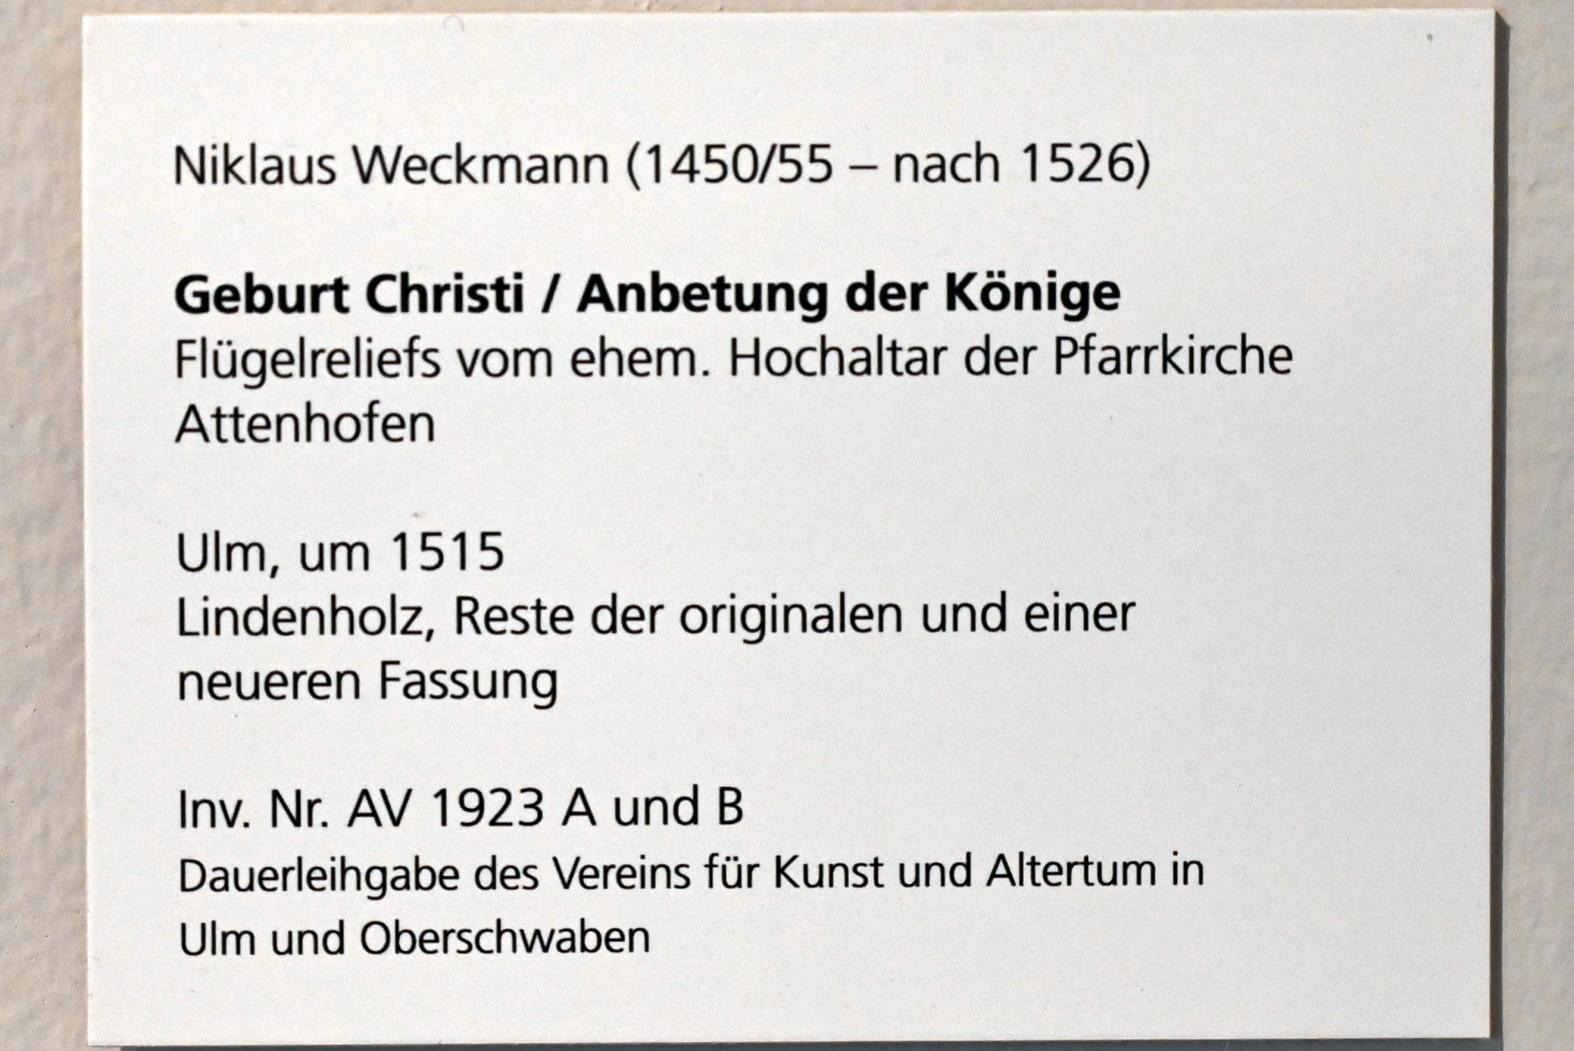 Niklaus Weckmann (1450/55 – nach 1526)
Geburt Christi / Anbetung der Könige
Flügelreliefs vom ehem. Hochaltar der Pfarrkirche
Attenhofen
Ulm, um 1515
Lindenholz, Reste der originalen und einer
neueren Fassung
Inv. Nr. AV 1923 A und B
Dauerleihgabe des Vereins für Kunst und Altertum in
Ulm und Oberschwaben